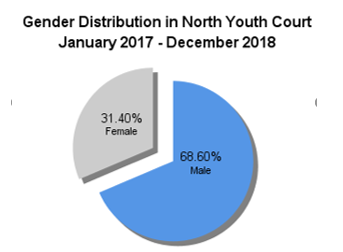 Gender Distribution in North Youth Court
January 2017 - December 2018
31.40%
Female
68.60%
Male